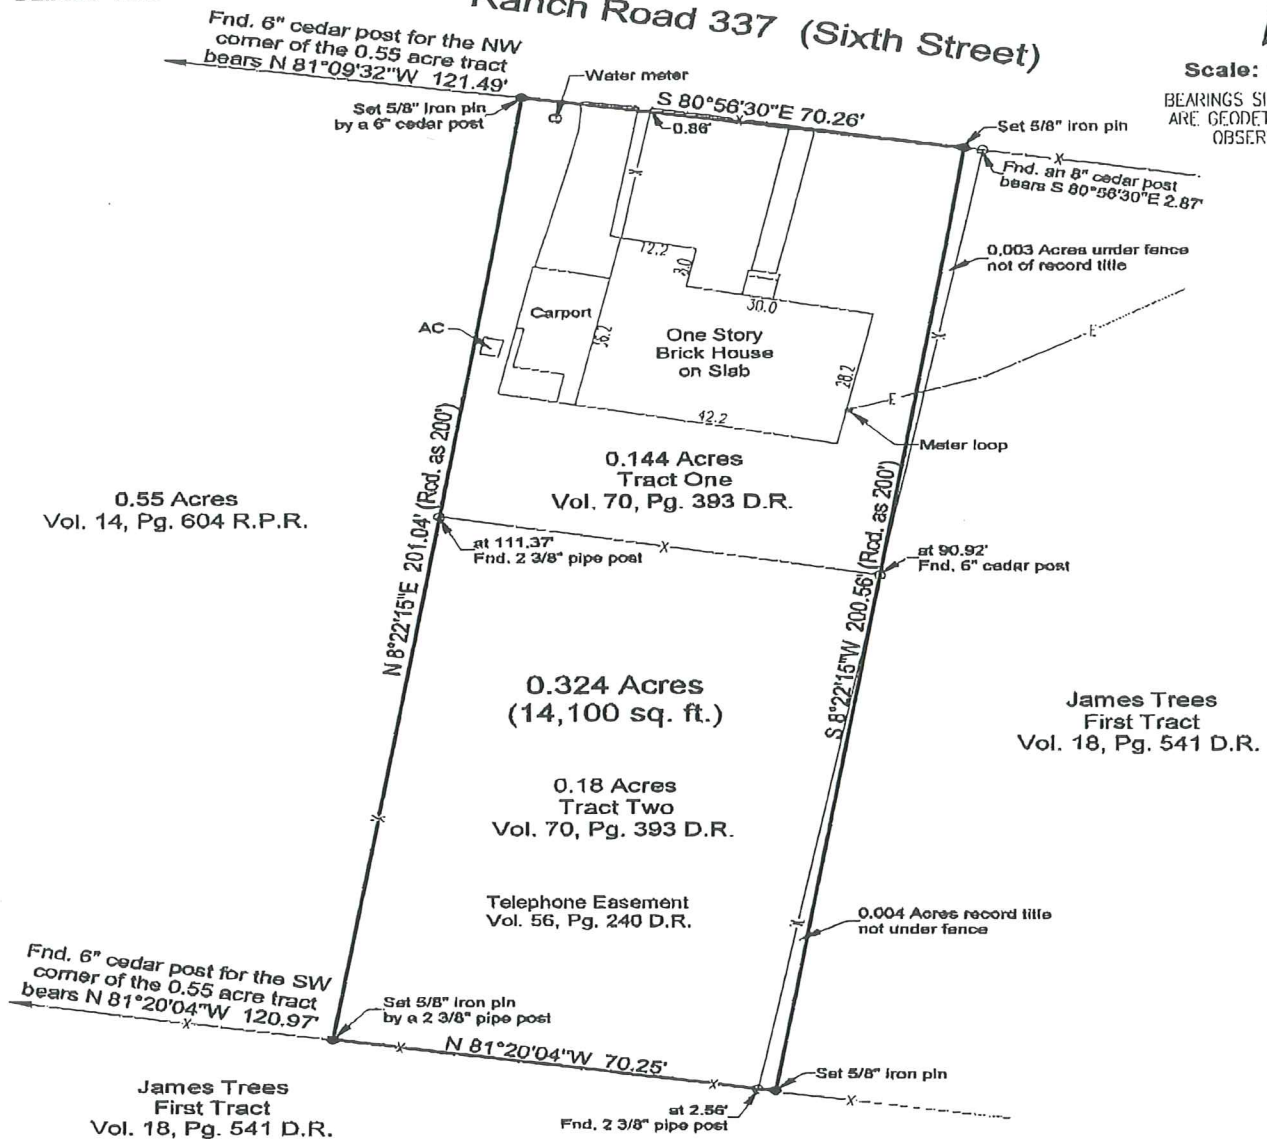 Ranch Road 337 (Sixth Street)
Fnd. 6" cedar post for the NW
corner of the 0.55 acre tract
bears N 81°09'32"W 121.49'
Water meter
Set 5/8" iron pin
by a 6" cedar post
S 80°56'30"E 70.26'
0.86'
Set 5/8" iron pin
Scale:
BEARINGS
ARE
Fnd. an 8" cedar post
bears S 80°56'30"E 2.87'
0.003 Acres under fence
not of record title
12.2
3.0
30.0
Carport
36.2
AC
One Story
Brick House
on Slab
28.2
E
E
42.2
Meter loop
0.144 Acres
Tract One
Vol. 70, Pg. 393 D.R.
0.55 Acres
Vol. 14, Pg. 604 R.P.R.
at 111.37'
Fnd. 2 3/8" pipe post
at 90.92'
Fnd. 6" cedar post
N 8°22'15"E 201.04' (Rcd. as 200')
S 8°22'15"W 200.56' (Rcd. as 200')
0.324 Acres
(14,100 sq. ft.)
James Trees
First Tract
Vol. 18, Pg. 541 D.R.
0.18 Acres
Tract Two
Vol. 70, Pg. 393 D.R.
Telephone Easement
Vol. 56, Pg. 240 D.R.
0.004 Acres record title
not under fence
Fnd. 6" cedar post for the SW
corner of the 0.55 acre tract
bears N 81°20'04"W 120.97'
Set 5/8" iron pin
by a 2 3/8" pipe post
N 81°20'04"W 70.25'
Set 5/8" iron pin
at 2.56'
Fnd. 2 3/8" pipe post
James Trees
First Tract
Vol. 18, Pg. 541 D.R.